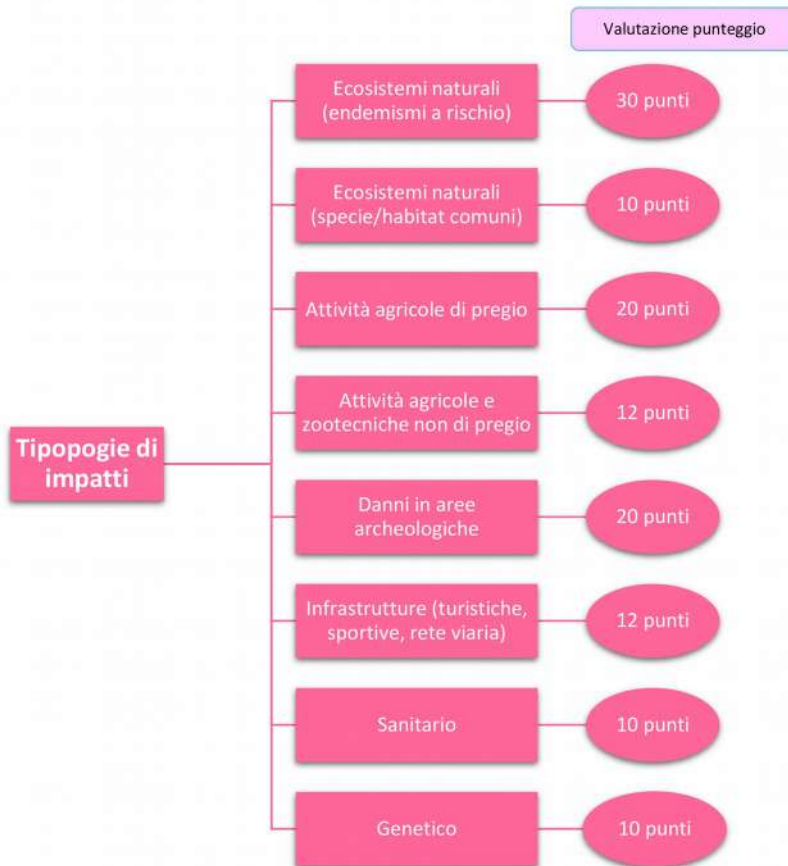 Valutazione punteggio
Ecosistemi naturali
(endemismi a rischio)
30 punti
Ecosistemi naturali
(specie/habitat comuni)
10 punti
Attività agricole di pregio
20 punti
Attività agricole e
zootecniche non di pregio
12 punti
Tipopogie di
impatti
Danni in aree
archeologiche
20 punti
Infrastrutture (turistiche,
sportive, rete viaria)
12 punti
Sanitario
10 punti
Genetico
10 punti